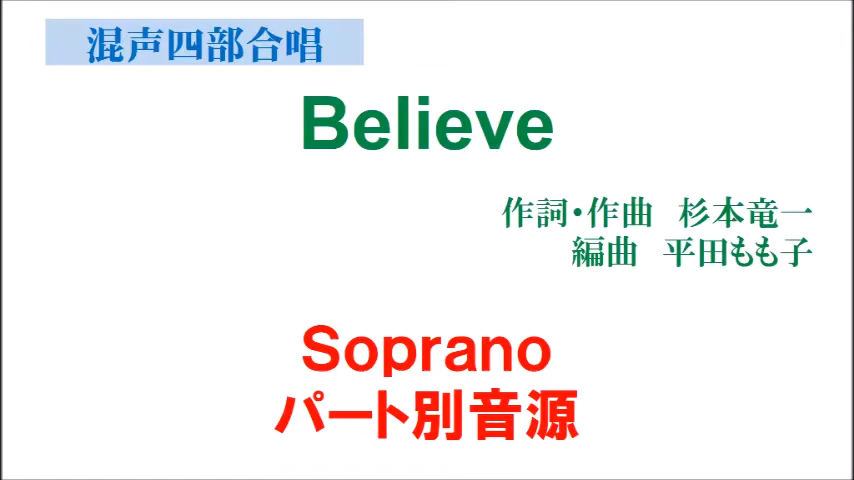 混声四部合唱
Believe
作詞・作曲　杉本竜一
編曲　平田もも子
Soprano
パート別音源